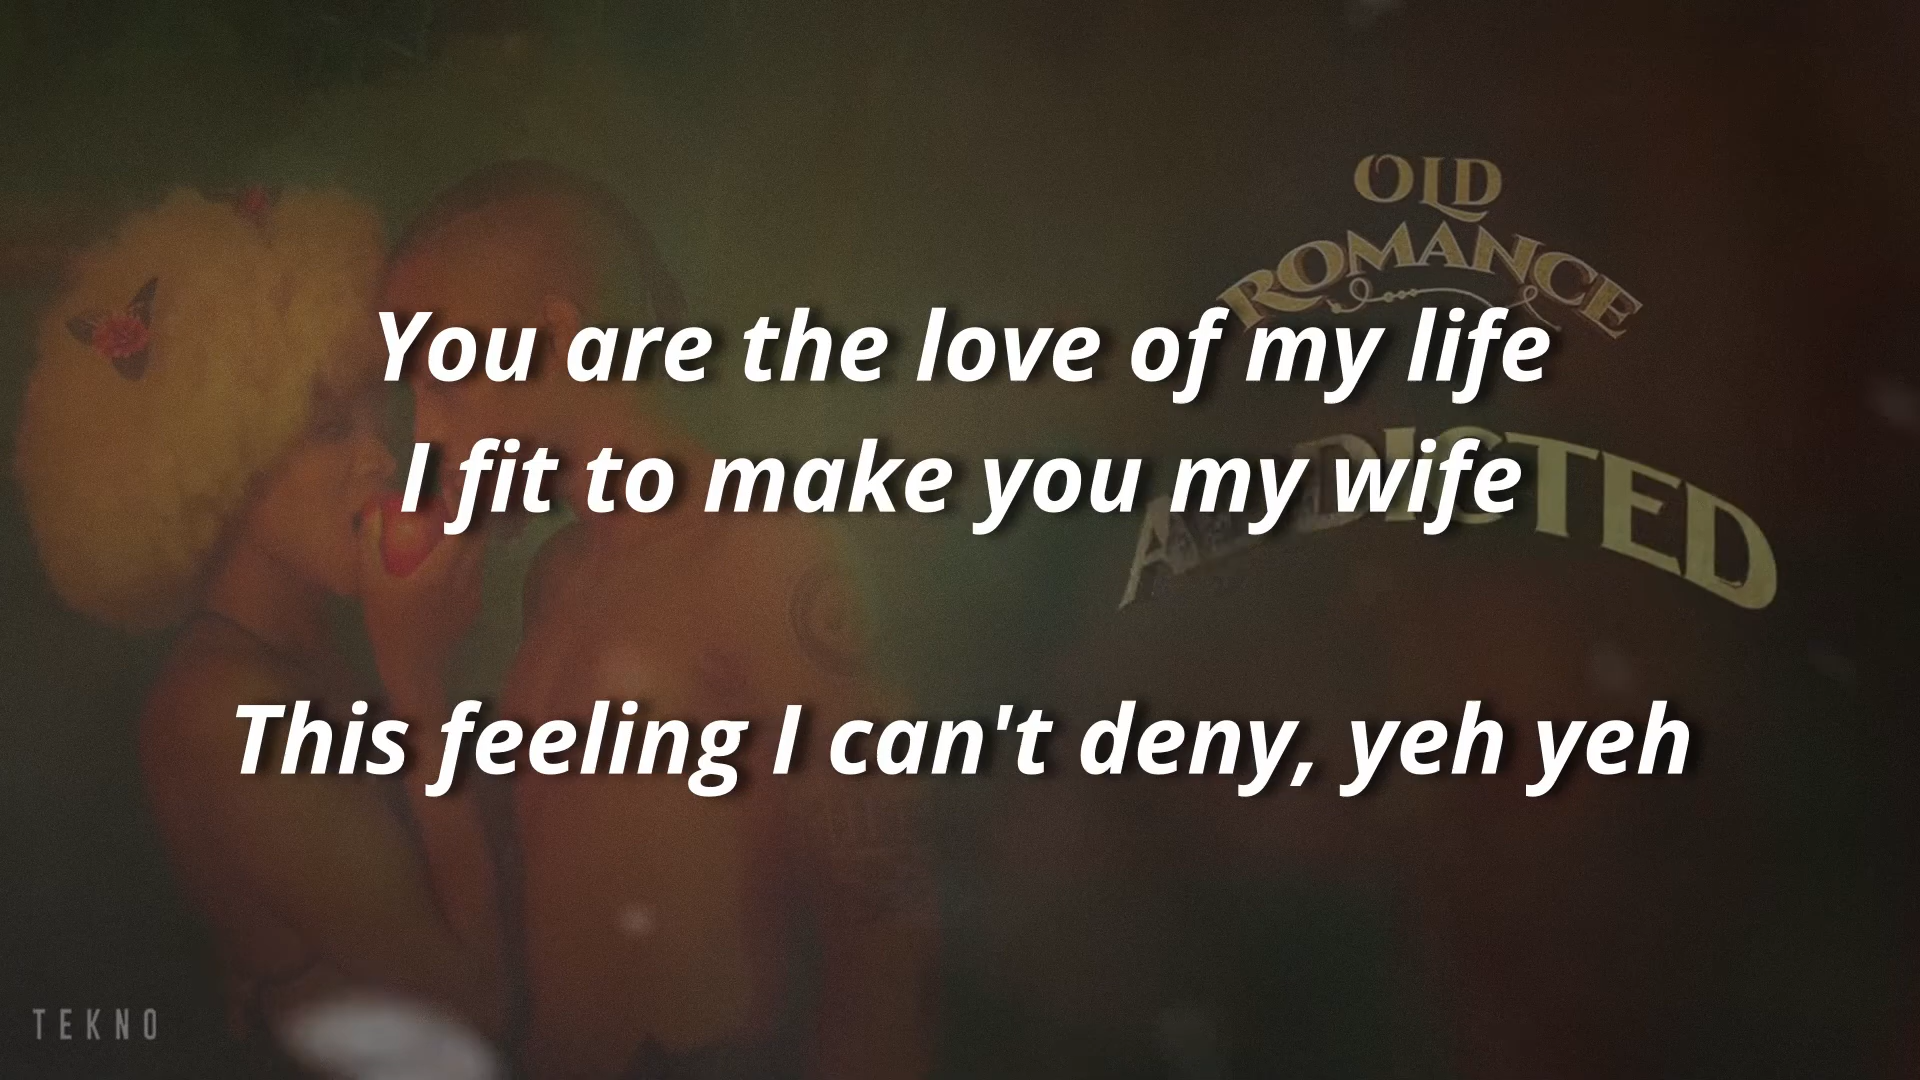 OLD
ROMANCE
You are the love of my life
I fit to make you my wife
ADDICTED
This feeling I can't deny, yeh yeh
TEKNO